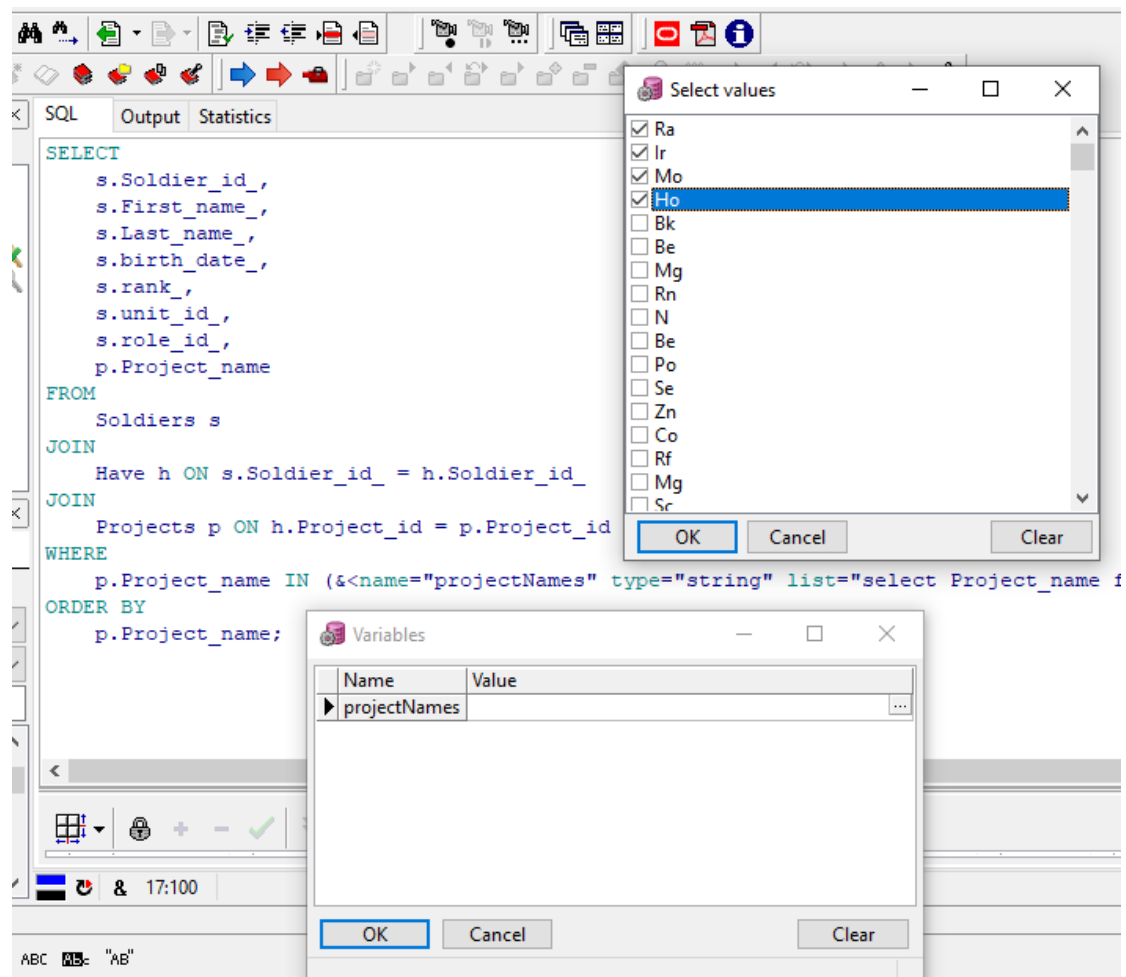 Select values
SQL
Output
Statistics
SELECT
s.Soldier_id_,
s.First_name_,
s.Last_name_,
s.birth_date_,
s.rank_,
s.unit_id_,
s.role_id_,
p.Project_name
FROM
Soldiers s
JOIN
Have h ON s.Soldier_id_ = h.Soldier_id_
JOIN
Projects p ON h.Project_id = p.Project_id
WHERE
p.Project_name IN (&<name="projectNames" type="string" list="select Project_name f
ORDER BY
p.Project_name;
Ra
Ir
Mo
Ho
Bk
Be
Mg
Rn
N
Be
Po
Se
Zn
Co
Rf
Mg
Sc
OK
Cancel
Clear
Variables
Name
Value
projectNames
...
OK
Cancel
Clear
& 17:100
ABC ABc "AB"